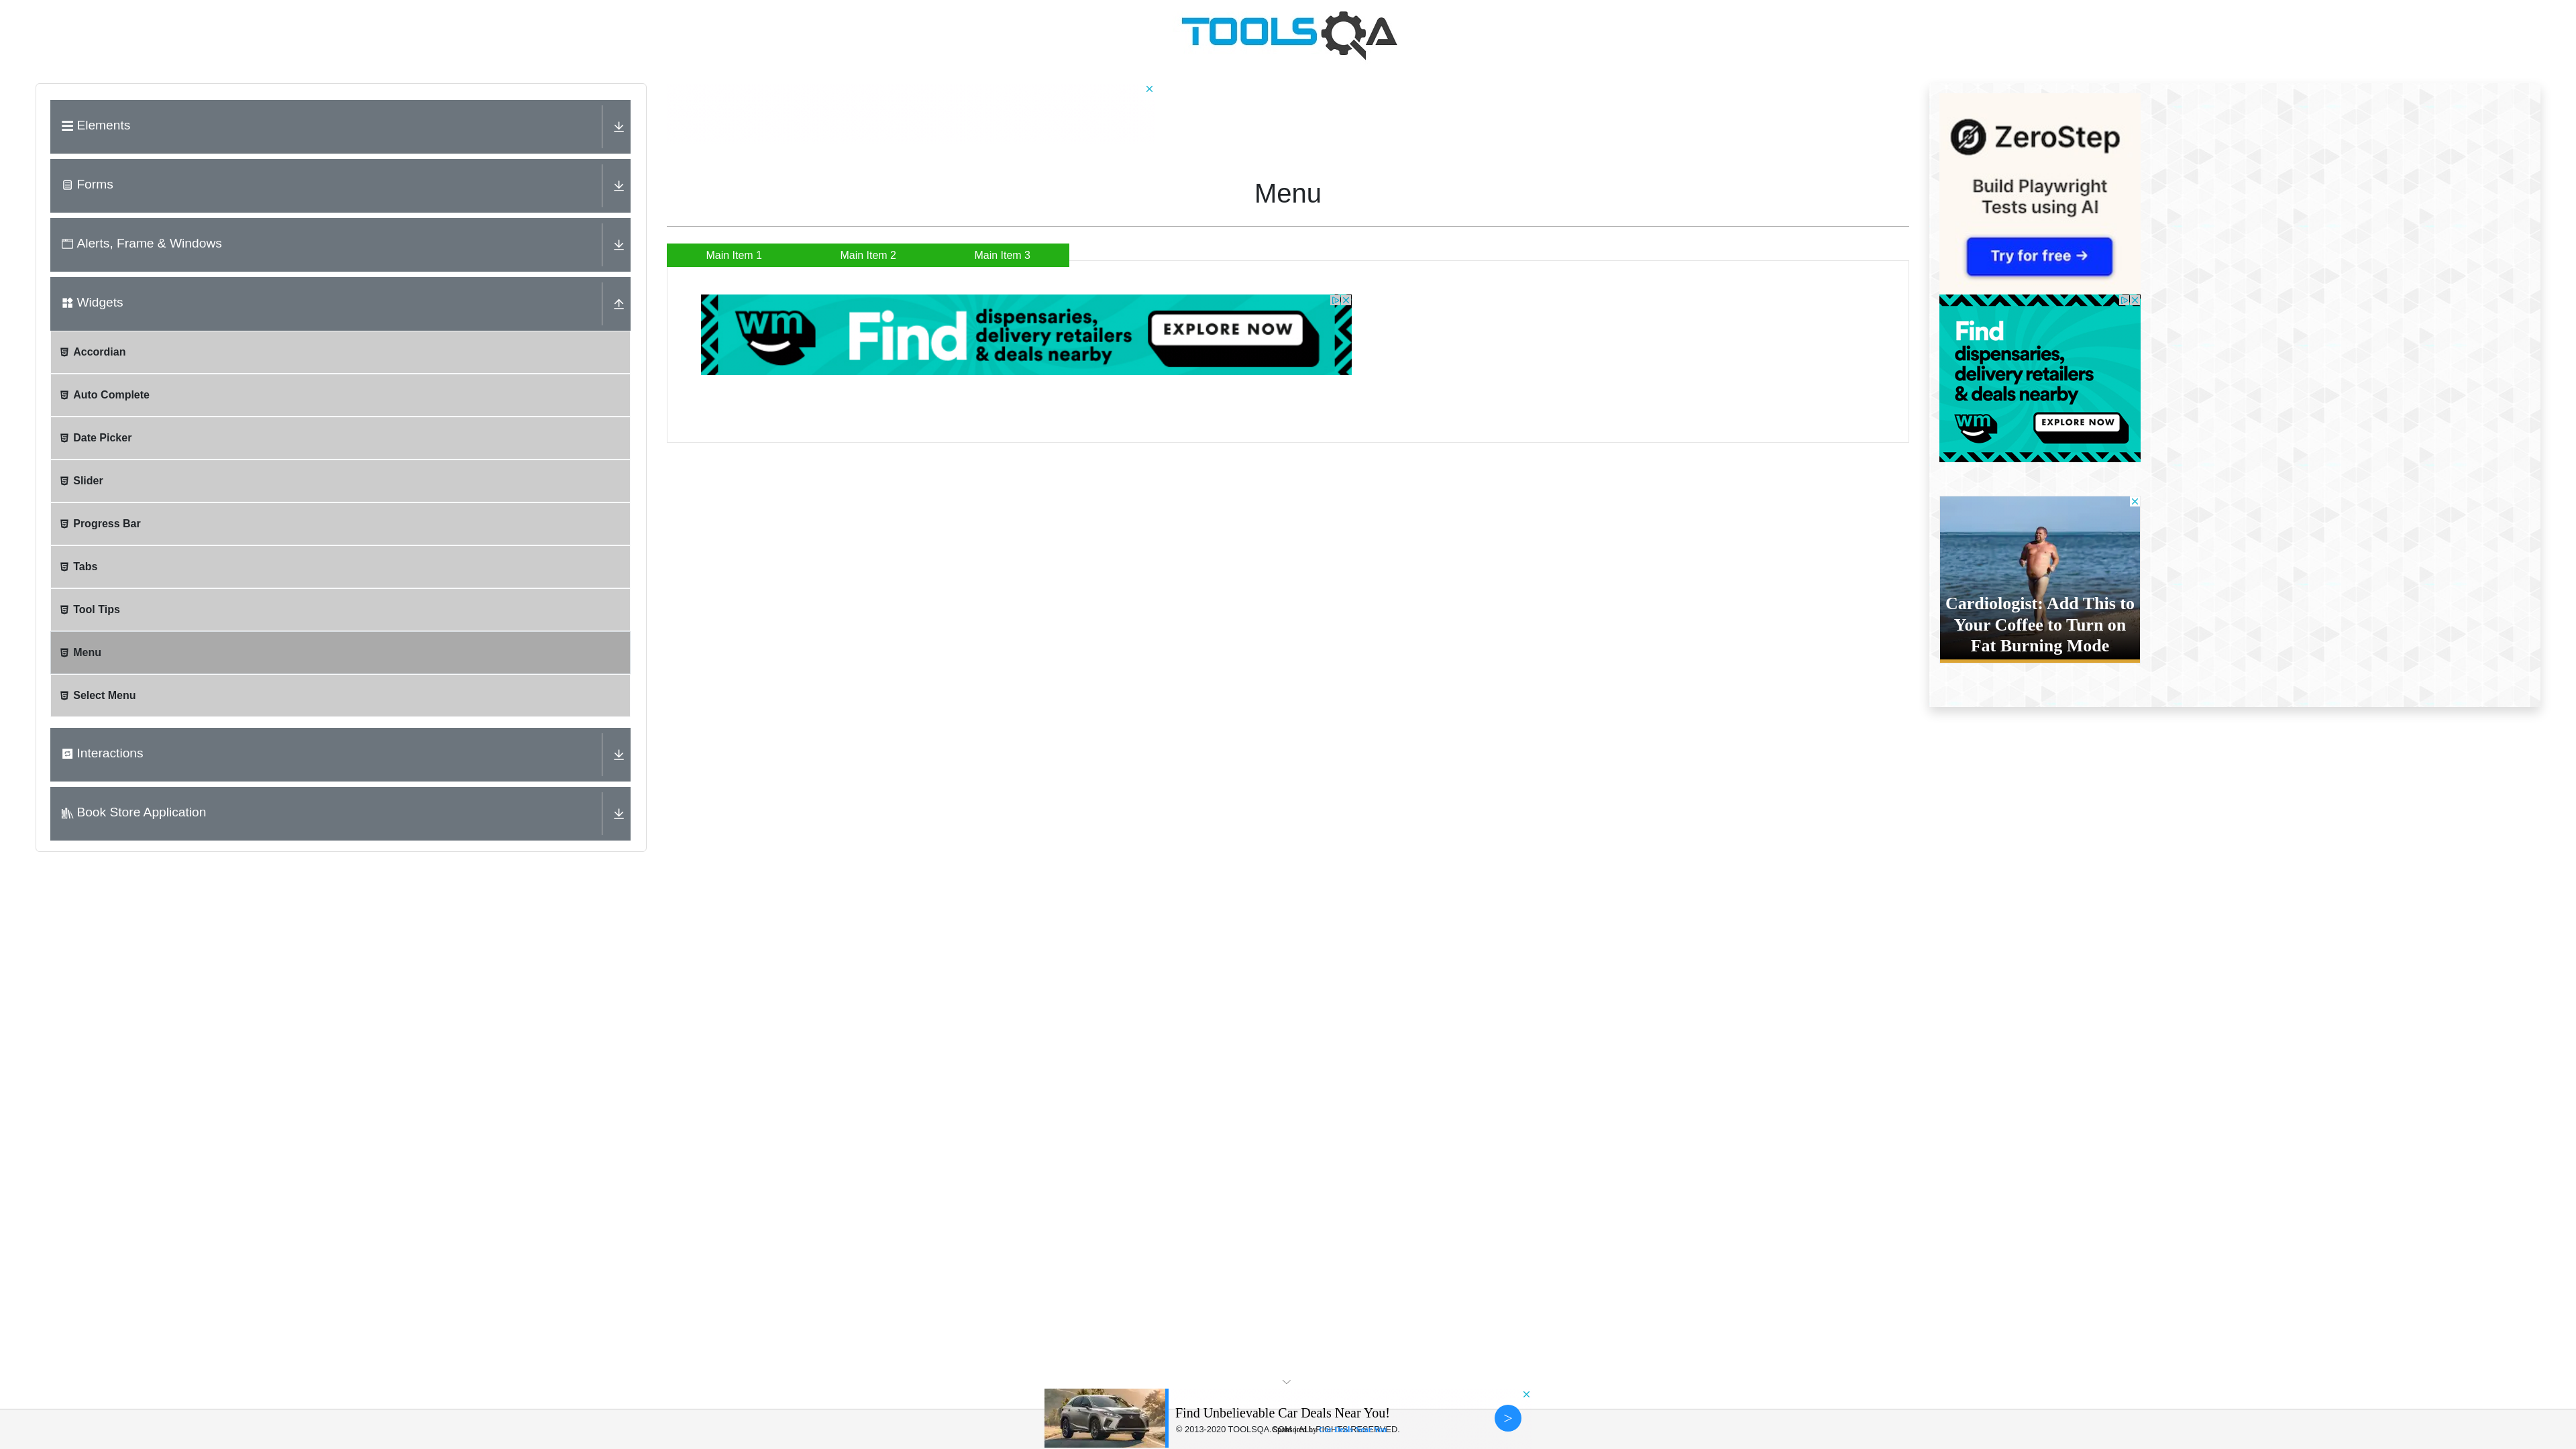 TOOLSQA
Elements
Forms
Alerts, Frame & Windows
Widgets
Accordian
Auto Complete
Date Picker
Slider
Progress Bar
Tabs
Tool Tips
Menu
Select Menu
Interactions
Book Store Application
Menu
Main Item 1
Main Item 2
Main Item 3
wm
Find
dispensaries,
delivery retailers
& deals nearby
EXPLORE NOW
ZeroStep
Build Playwright
Tests using AI
Try for free →
Find
dispensaries,
delivery retailers
& deals nearby
wm
EXPLORE NOW
Cardiologist: Add This to
Your Coffee to Turn on
Fat Burning Mode
Find Unbelievable Car Deals Near You!
© 2013-2020 TOOLSQA.COM | ALL RIGHTS RESERVED.